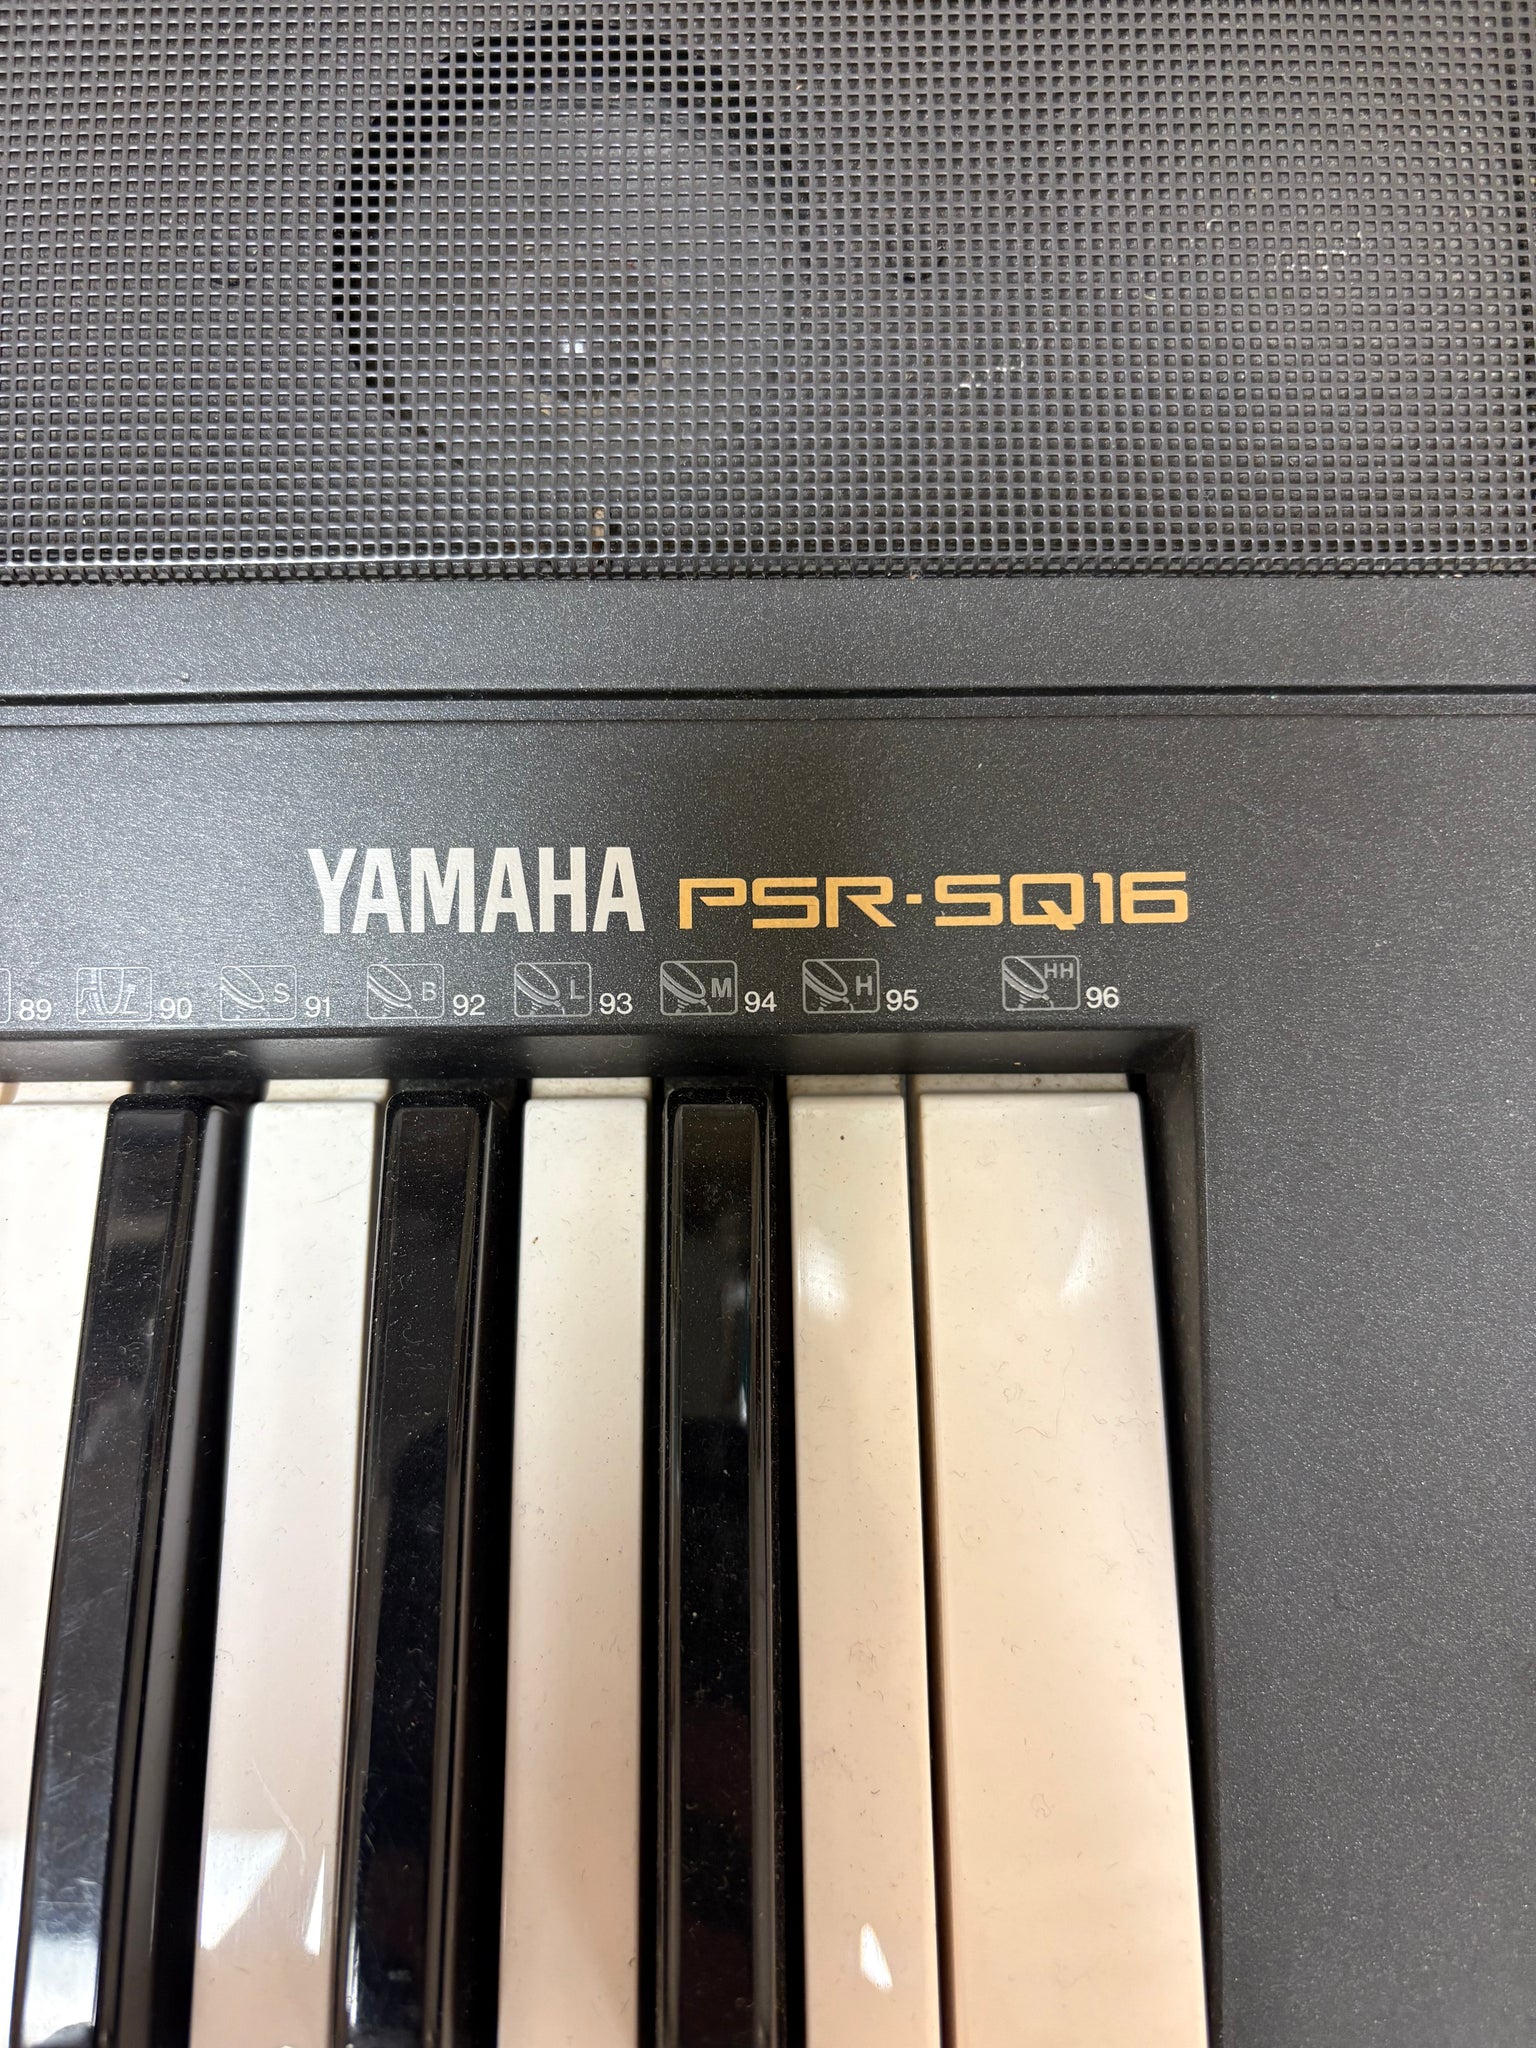 YAMAHA PSR-SQ16
89 90 S 91 B 92 L 93 M 94 H 95 HH 96